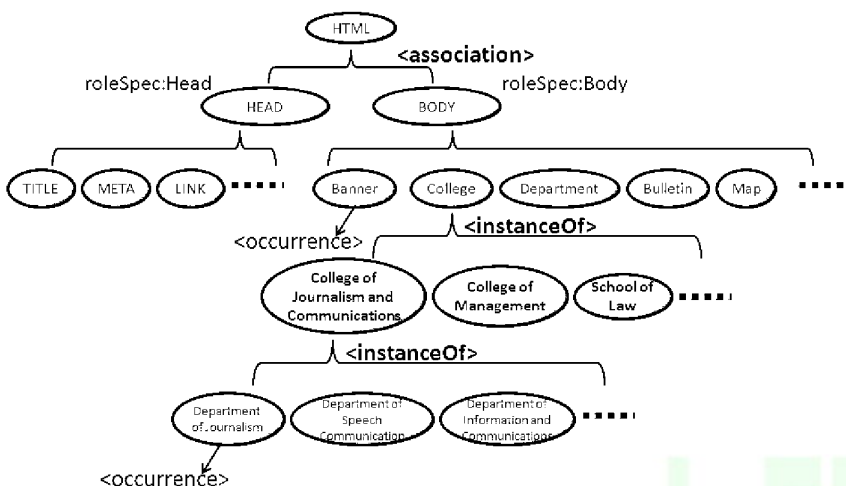 HTML
<association>
roleSpec:Head
roleSpec:Body
HEAD
BODY
TITLE
META
LINK
Banner
College
Department
Bulletin
Map
<occurrence>
<instanceOf>
College of
Journalism and
Communications
College of
Management
School of
Law
<instanceOf>
Department
of Journalism
Department of
Speech
Communication
Department of
Information and
Communications
<occurrence>